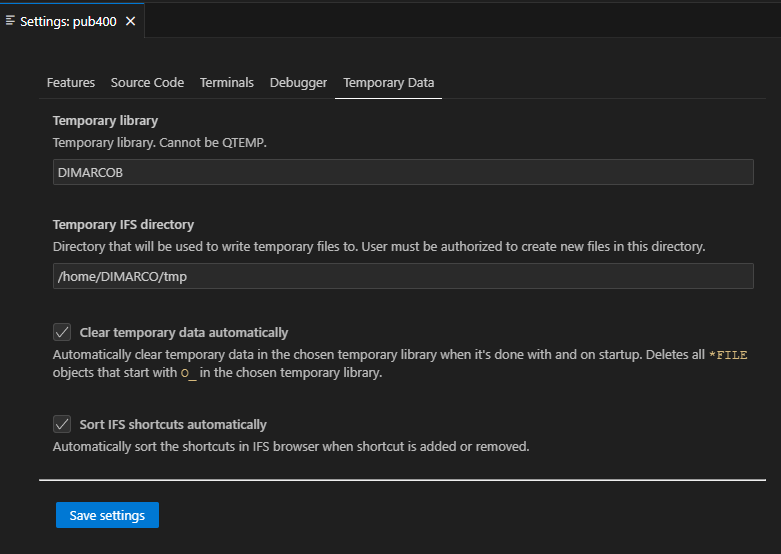 Settings: pub400
Features Source Code Terminals Debugger Temporary Data
Temporary library
Temporary library. Cannot be QTEMP.
DIMARCOB
Temporary IFS directory
Directory that will be used to write temporary files to. User must be authorized to create new files in this directory.
/home/DIMARCO/tmp
Clear temporary data automatically
Automatically clear temporary data in the chosen temporary library when it's done with and on startup. Deletes all *FILE
objects that start with O_ in the chosen temporary library.
Sort IFS shortcuts automatically
Automatically sort the shortcuts in IFS browser when shortcut is added or removed.
Save settings